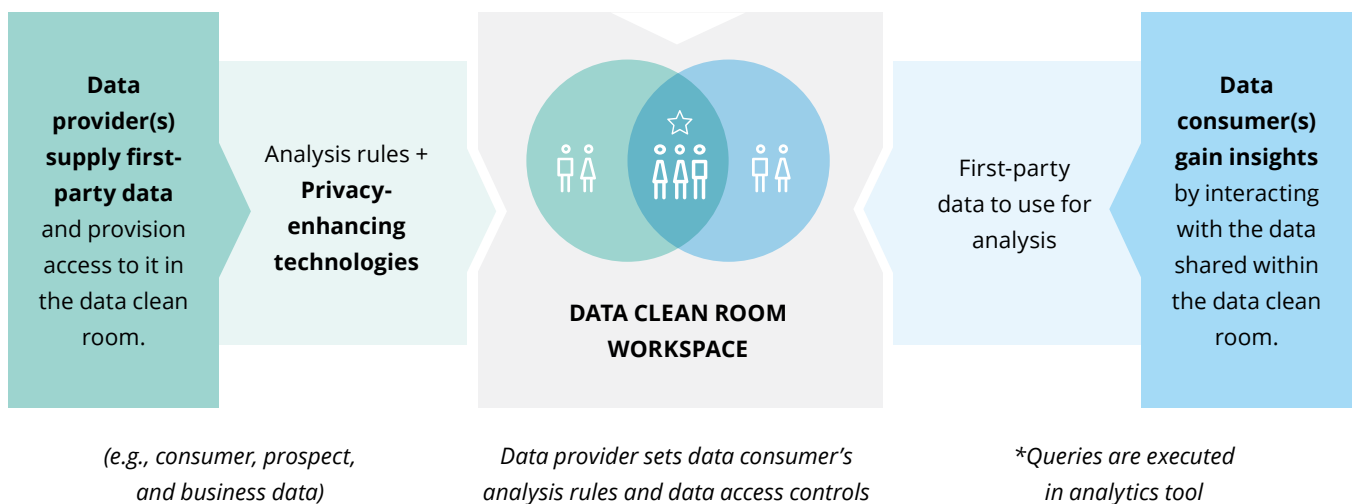 Data
provider(s)
supply first-
party data
and provision
access to it in
the data clean
room.
Analysis rules +
Privacy-
enhancing
technologies
DATA CLEAN ROOM
WORKSPACE
First-party
data to use for
analysis
Data
consumer(s)
gain insights
by interacting
with the data
shared within
the data clean
room.
(e.g., consumer, prospect,
and business data)
Data provider sets data consumer’s
analysis rules and data access controls
*Queries are executed
in analytics tool